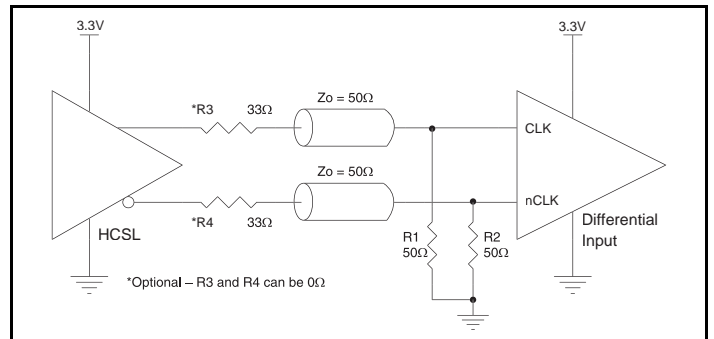 3.3V
3.3V
*R3 33Ω
Zo = 50Ω
CLK
Zo = 50Ω
*R4 33Ω
nCLK
HCSL
R1
50Ω
R2
50Ω
Differential
Input
*Optional – R3 and R4 can be 0Ω